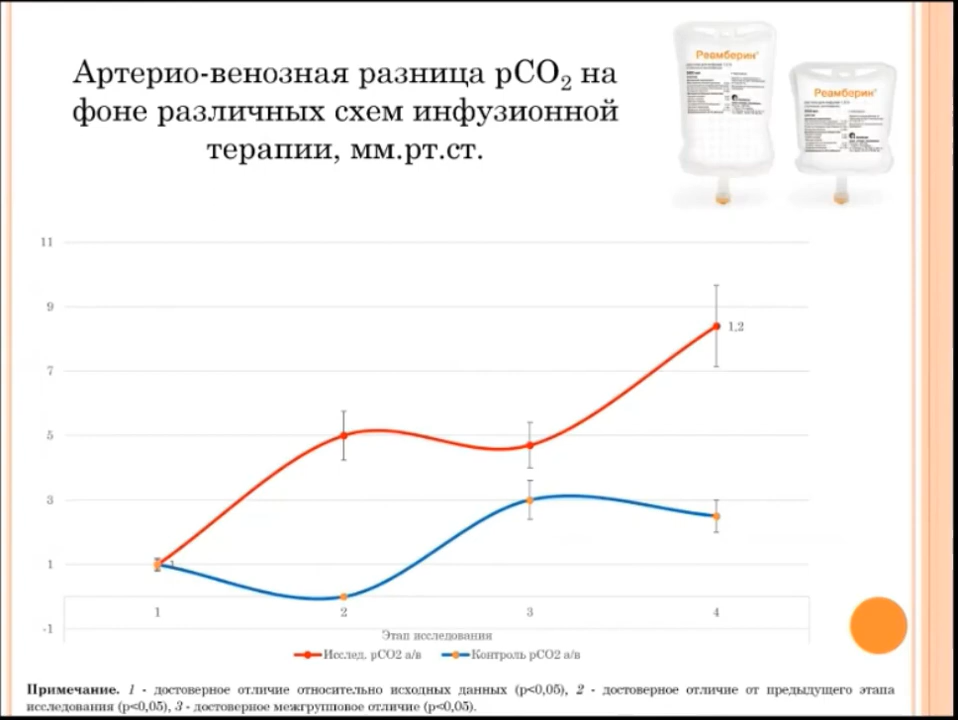 Артерио-венозная разница pCO2 на
фоне различных схем инфузионной
терапии, мм.рт.ст.
Реамберин®
Реамберин®
11
9
7
5
3
1
-1
1,2
1
1
2
3
4
Этап исследования
Исслед. pCO2 а/в
Контроль pCO2 а/в
Примечание. 1 - достоверное отличие относительно исходных данных (p<0,05), 2 - достоверное отличие от предыдущего этапа
исследования (p<0,05), 3 - достоверное межгрупповое отличие (p<0,05).